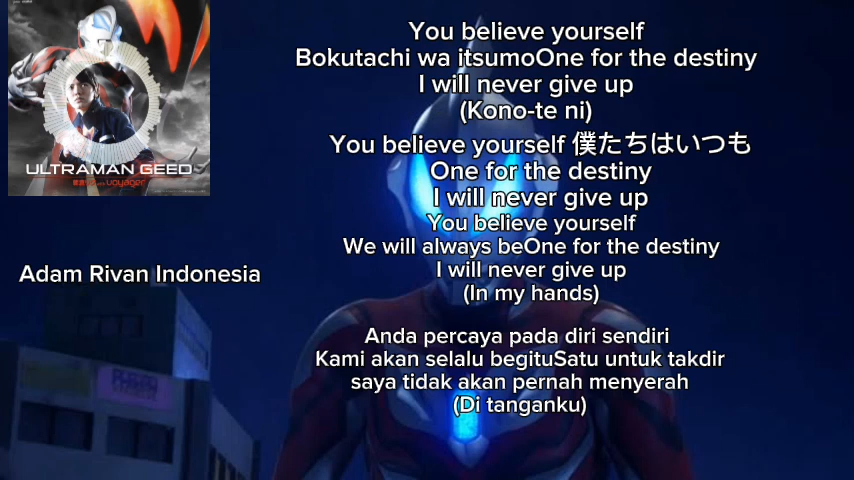 ULTRAMAN GEED
voyager
You believe yourself
Bokutachi wa itsumoOne for the destiny
I will never give up
(Kono-te ni)
You believe yourself 僕たちはいつも
One for the destiny
I will never give up
You believe yourself
We will always beOne for the destiny
I will never give up
(In my hands)
Adam Rivan Indonesia
Anda percaya pada diri sendiri
Kami akan selalu begituSatu untuk takdir
saya tidak akan pernah menyerah
(Di tanganku)